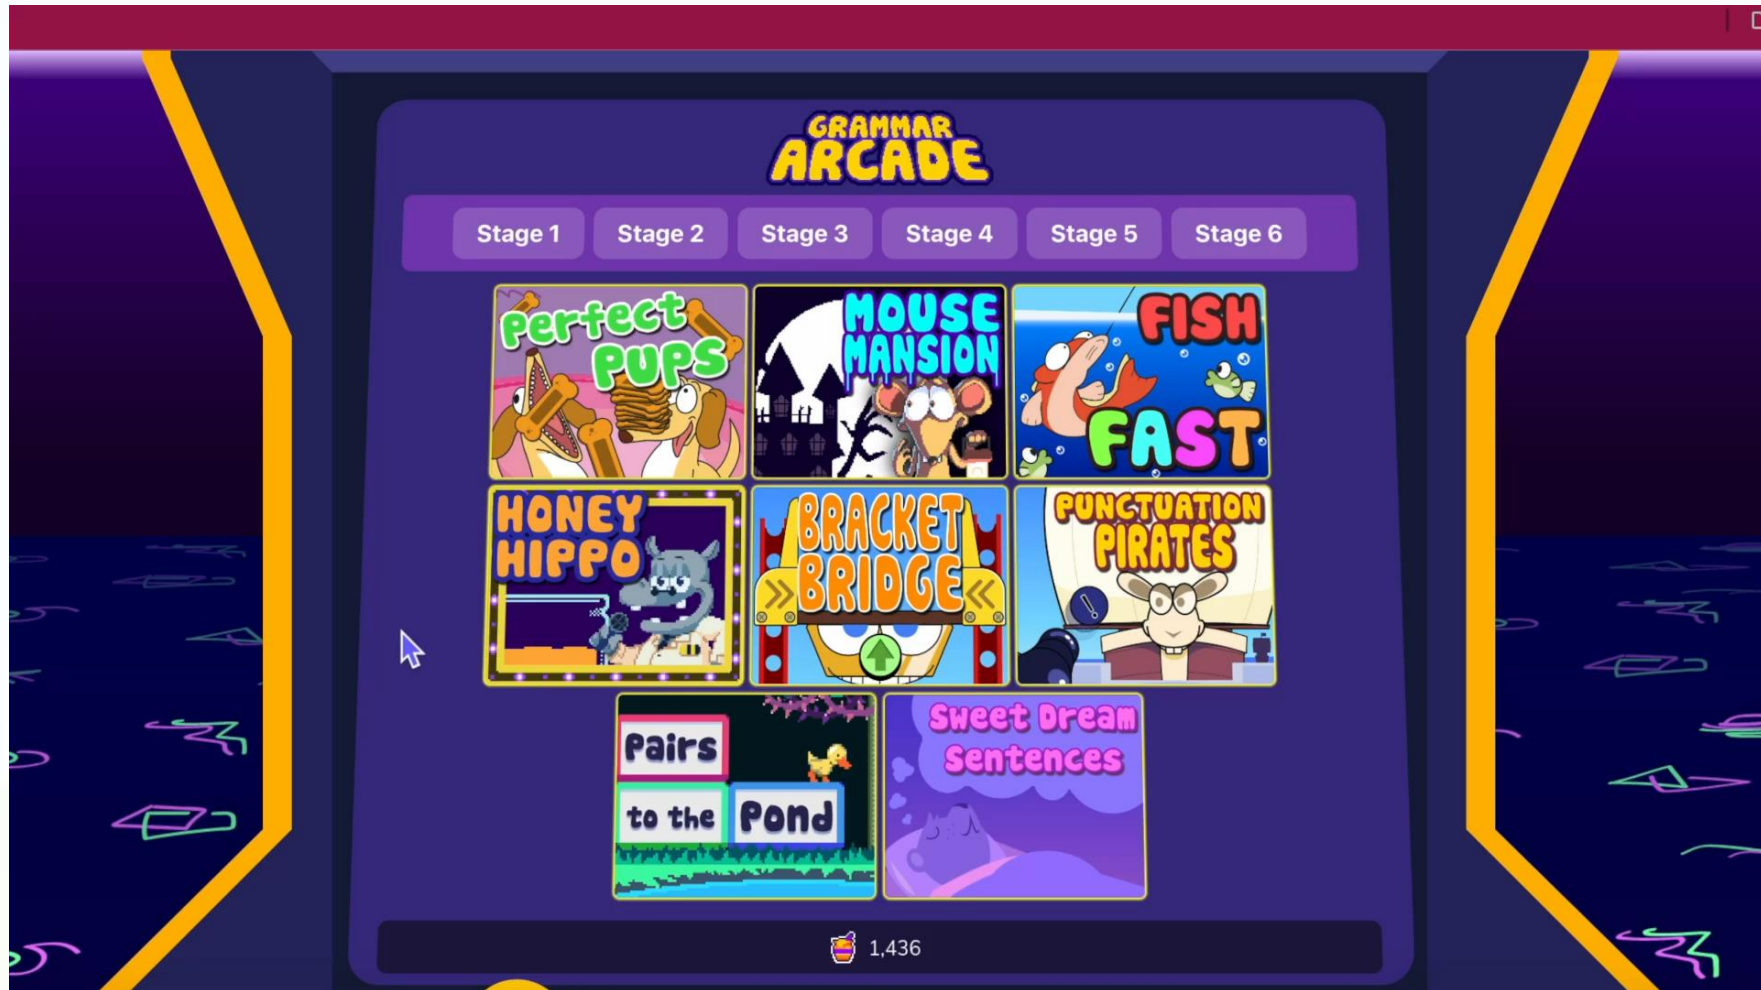 GRAMMAR
ARCADE
Stage 1
Stage 2
Stage 3
Stage 4
Stage 5
Stage 6
Perfect
PUPS
MOUSE
MANSION
FISH
FAST
HONEY
HIPPO
BRACKET
BRIDGE
PUNCTUATION
PIRATES
Pairs
to the Pond
Sweet Dream
Sentences
1,436